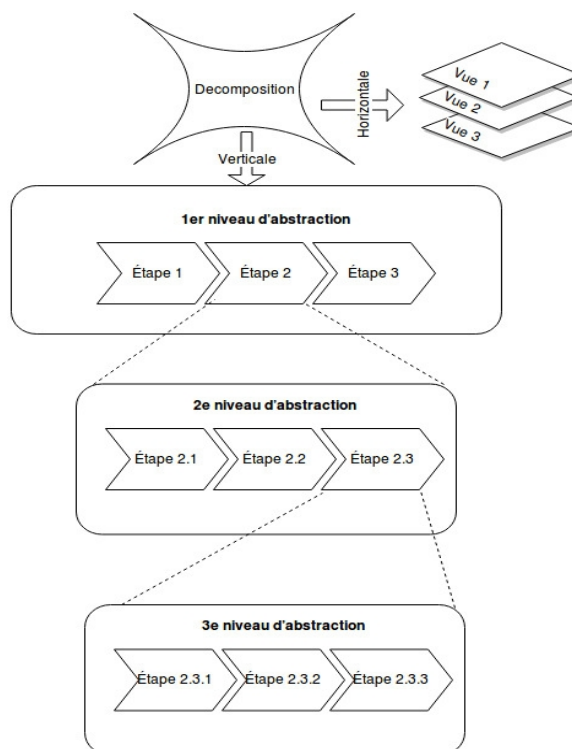 Decomposition
Horizontale
Vue 1
Vue 2
Vue 3
Verticale
1er niveau d'abstraction
Étape 1
Étape 2
Étape 3
2e niveau d'abstraction
Étape 2.1
Étape 2.2
Étape 2.3
3e niveau d'abstraction
Étape 2.3.1
Étape 2.3.2
Étape 2.3.3